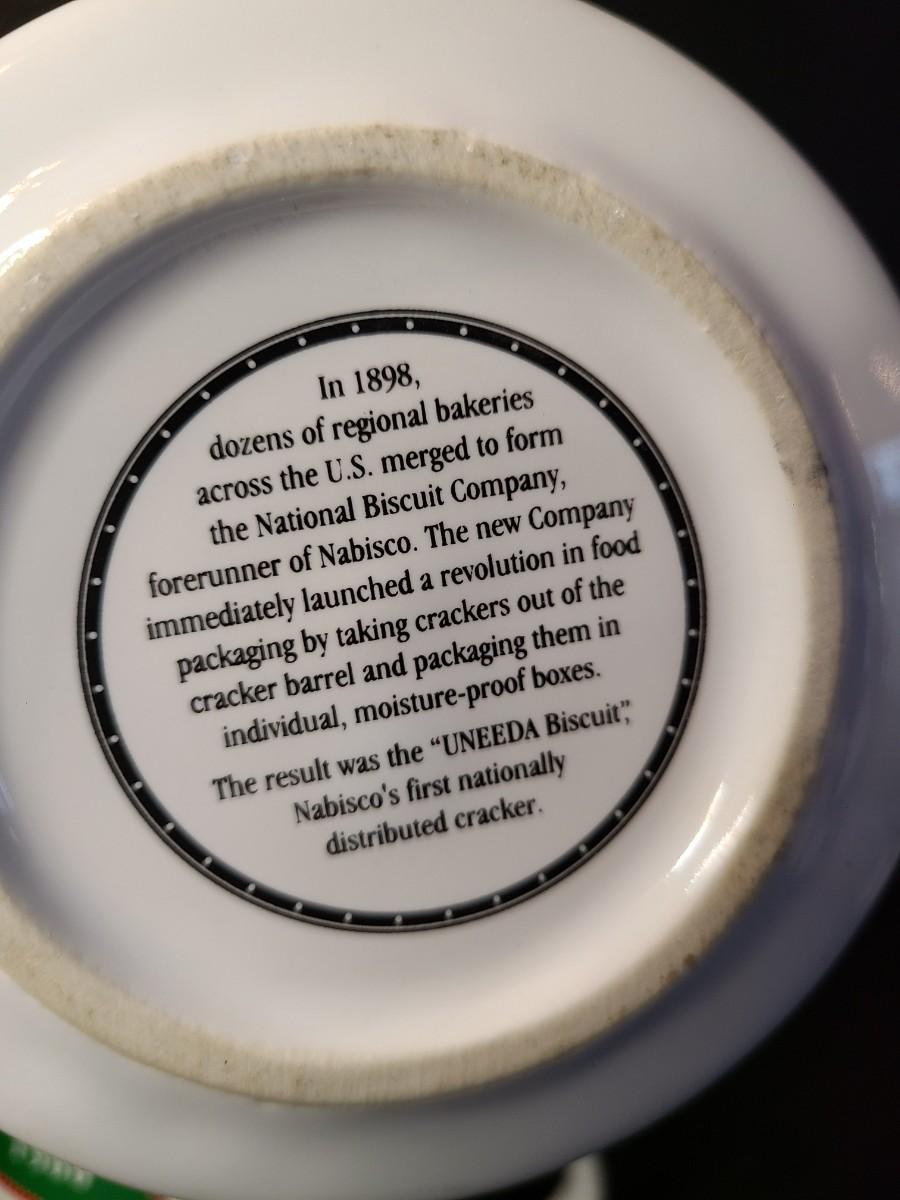 In 1898,
dozens of regional bakeries
across the U.S. merged to form
the National Biscuit Company,
forerunner of Nabisco. The new Company
immediately launched a revolution in food
packaging by taking crackers out of the
cracker barrel and packaging them in
individual, moisture-proof boxes.
The result was the “UNEEDA Biscuit”,
Nabisco's first nationally
distributed cracker.